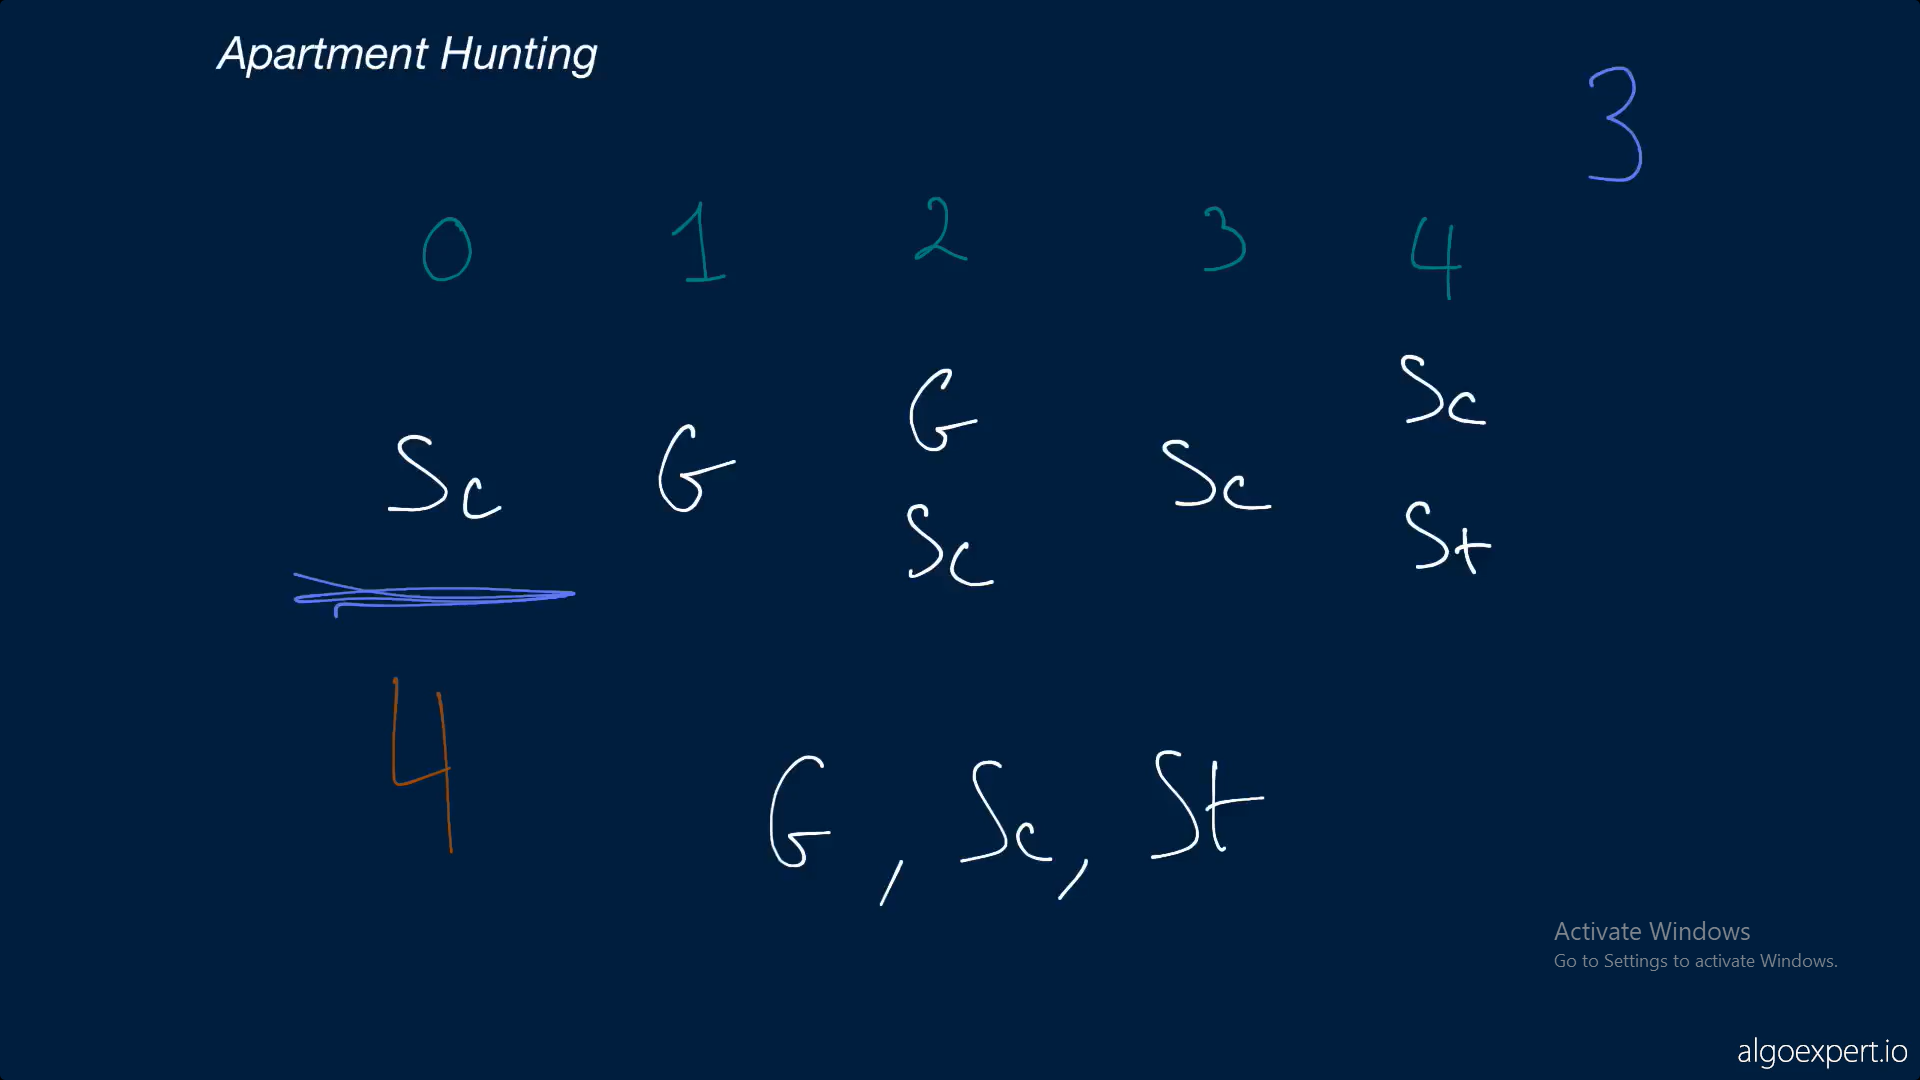 Apartment Hunting
3
0 1 2 3 4
Sc G G Sc Sc
Sc St
4
G, Sc, St
Activate Windows
Go to Settings to activate Windows.
algoexpert.io